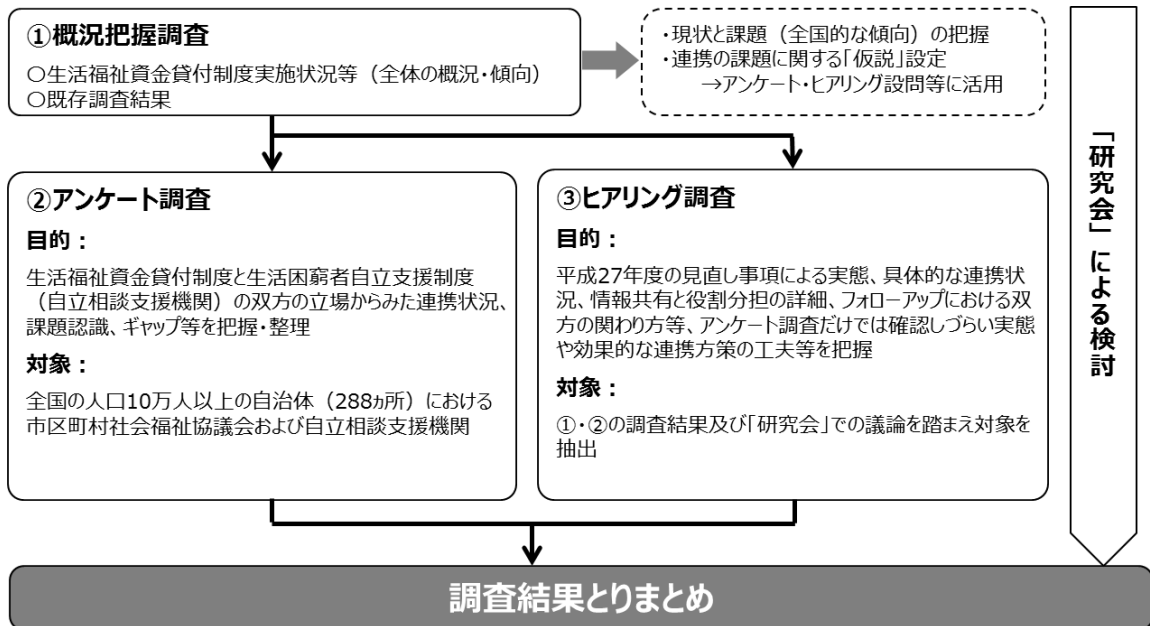 ①概況把握調査
○生活福祉資金貸付制度実施状況等（全体の概況・傾向）
○既存調査結果
・現状と課題（全国的な傾向）の把握
・連携の課題に関する「仮説」設定
→アンケート・ヒアリング設問等に活用
②アンケート調査
目的：
生活福祉資金貸付制度と生活困窮者自立支援制度
（自立相談支援機関）の双方の立場からみた連携状況、
課題認識、ギャップ等を把握・整理
対象：
全国の人口10万人以上の自治体（288ヵ所）における
市区町村社会福祉協議会および自立相談支援機関
③ヒアリング調査
目的：
平成27年度の見直し事項による実態、具体的な連携状
況、情報共有と役割分担の詳細、フォローアップにおける双
方の関わり方等、アンケート調査だけでは確認しづらい実態
や効果的な連携方策の工夫等を把握
対象：
①・②の調査結果及び「研究会」での議論を踏まえ対象を
抽出
「研究会」による検討
調査結果とりまとめ